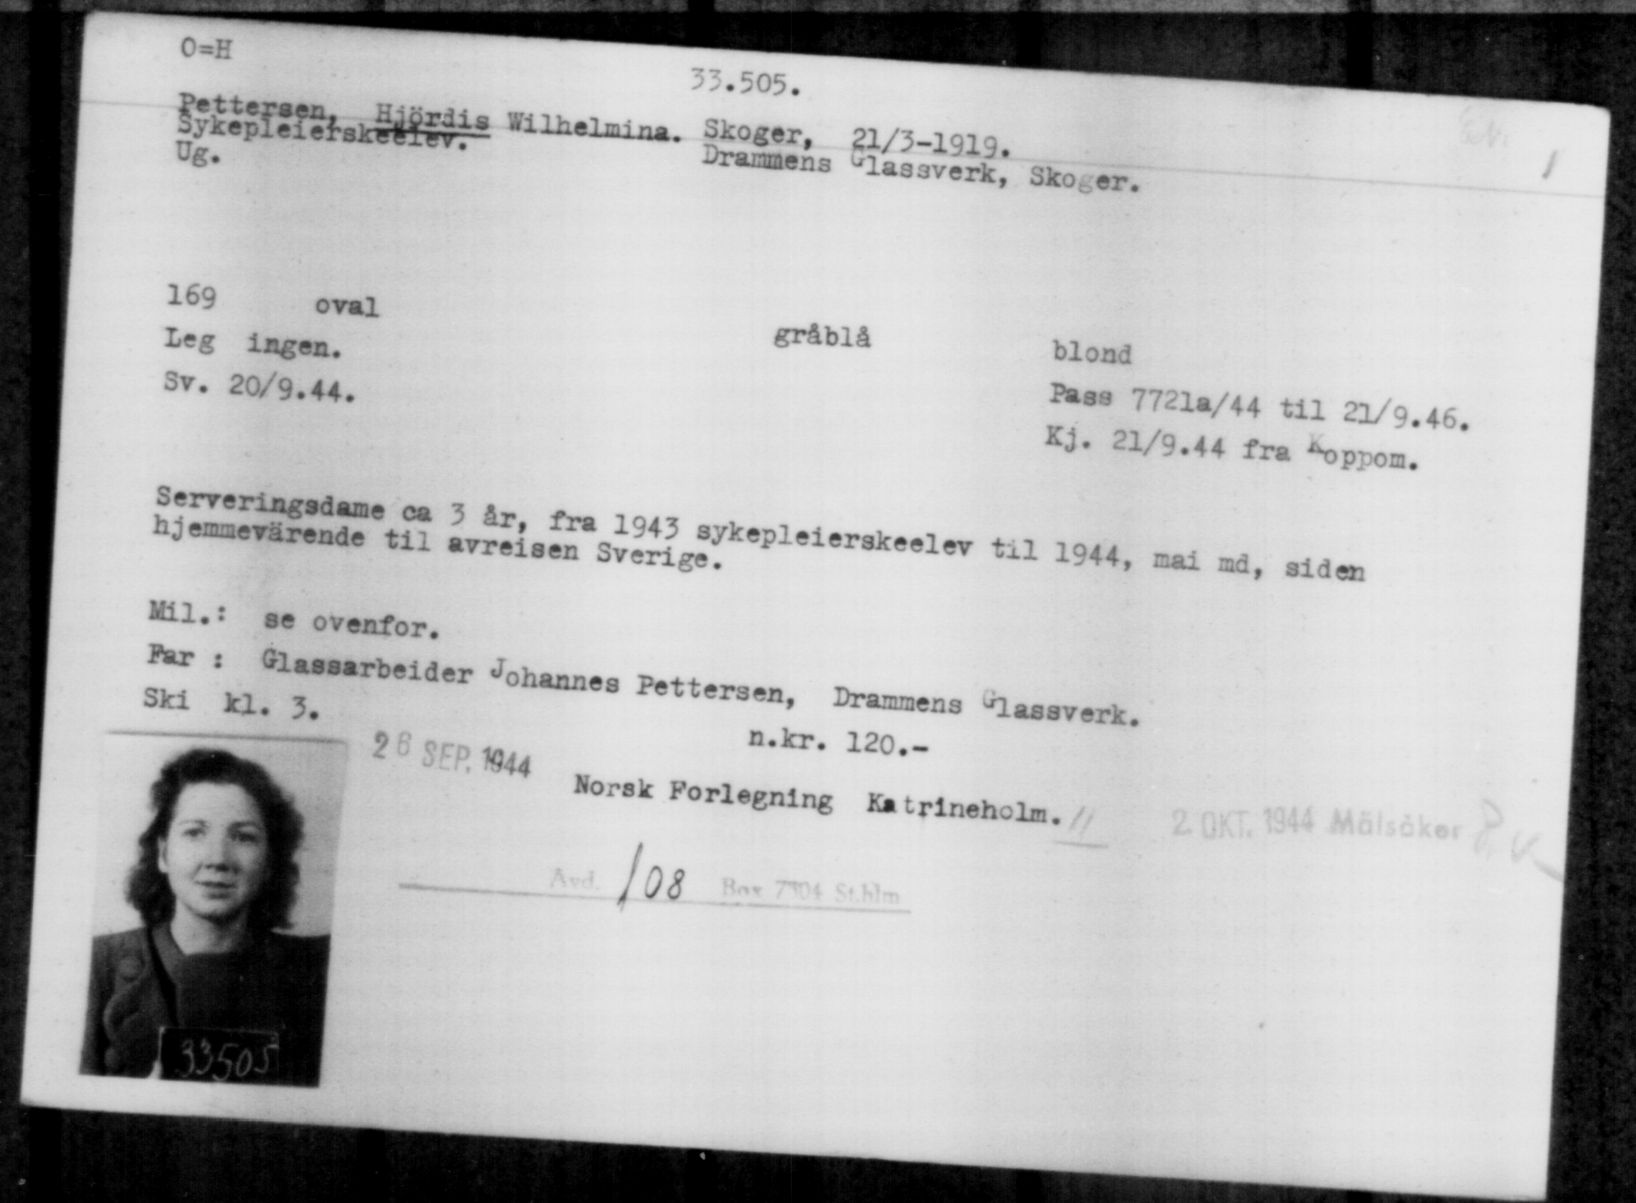 O=H
33.505.
Pettersen, Hjördis Wilhelmina. Skoger, 21/3-1919.
Sykepleierskeelev. Drammens Glassverk, Skoger.
Ug.
169 oval gråblå blond
Leg ingen. Pass 7721a/44 til 21/9.46.
Sv. 20/9.44. Kj. 21/9.44 fra Koppom.
Serveringsdame ca 3 år, fra 1943 sykepleierskeelev til 1944, mai md, siden
hjemmevärende til avreisen Sverige.
Mil.: se ovenfor.
Far : Glassarbeider Johannes Pettersen, Drammens Glassverk.
Ski kl. 3. n.kr. 120.-
26 SEP. 1944 Norsk Forlegning Katrineholm. 2. OKT. 1944 Målsåker
Avd. 108 Box 7304 St.hlm
33505